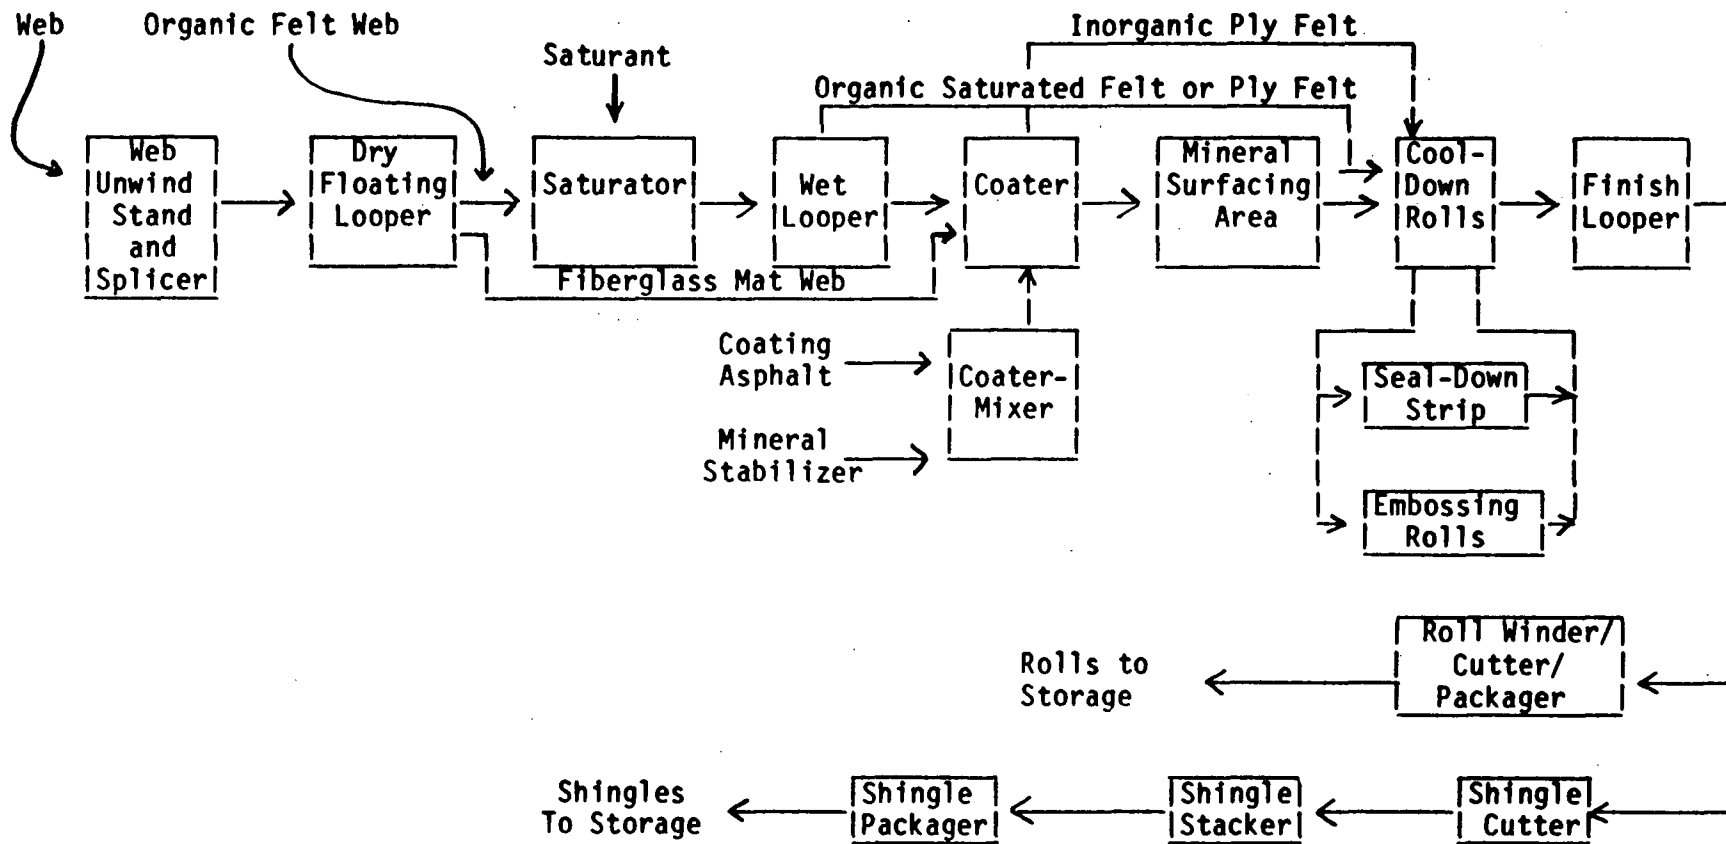 Web
Organic Felt Web
Inorganic Ply Felt
Saturant
Organic Saturated Felt or Ply Felt
Web
Unwind
Stand
and
Splicer
Dry
Floating
Looper
Saturator
Wet
Looper
Coater
Mineral
Surfacing
Area
Cool-
Down
Rolls
Finish
Looper
Fiberglass Mat Web
Coating
Asphalt
Mineral
Stabilizer
Coater-
Mixer
Seal-Down
Strip
Embossing
Rolls
Rolls to
Storage
Roll Winder/
Cutter/
Packager
Shingles
To Storage
Shingle
Packager
Shingle
Stacker
Shingle
Cutter